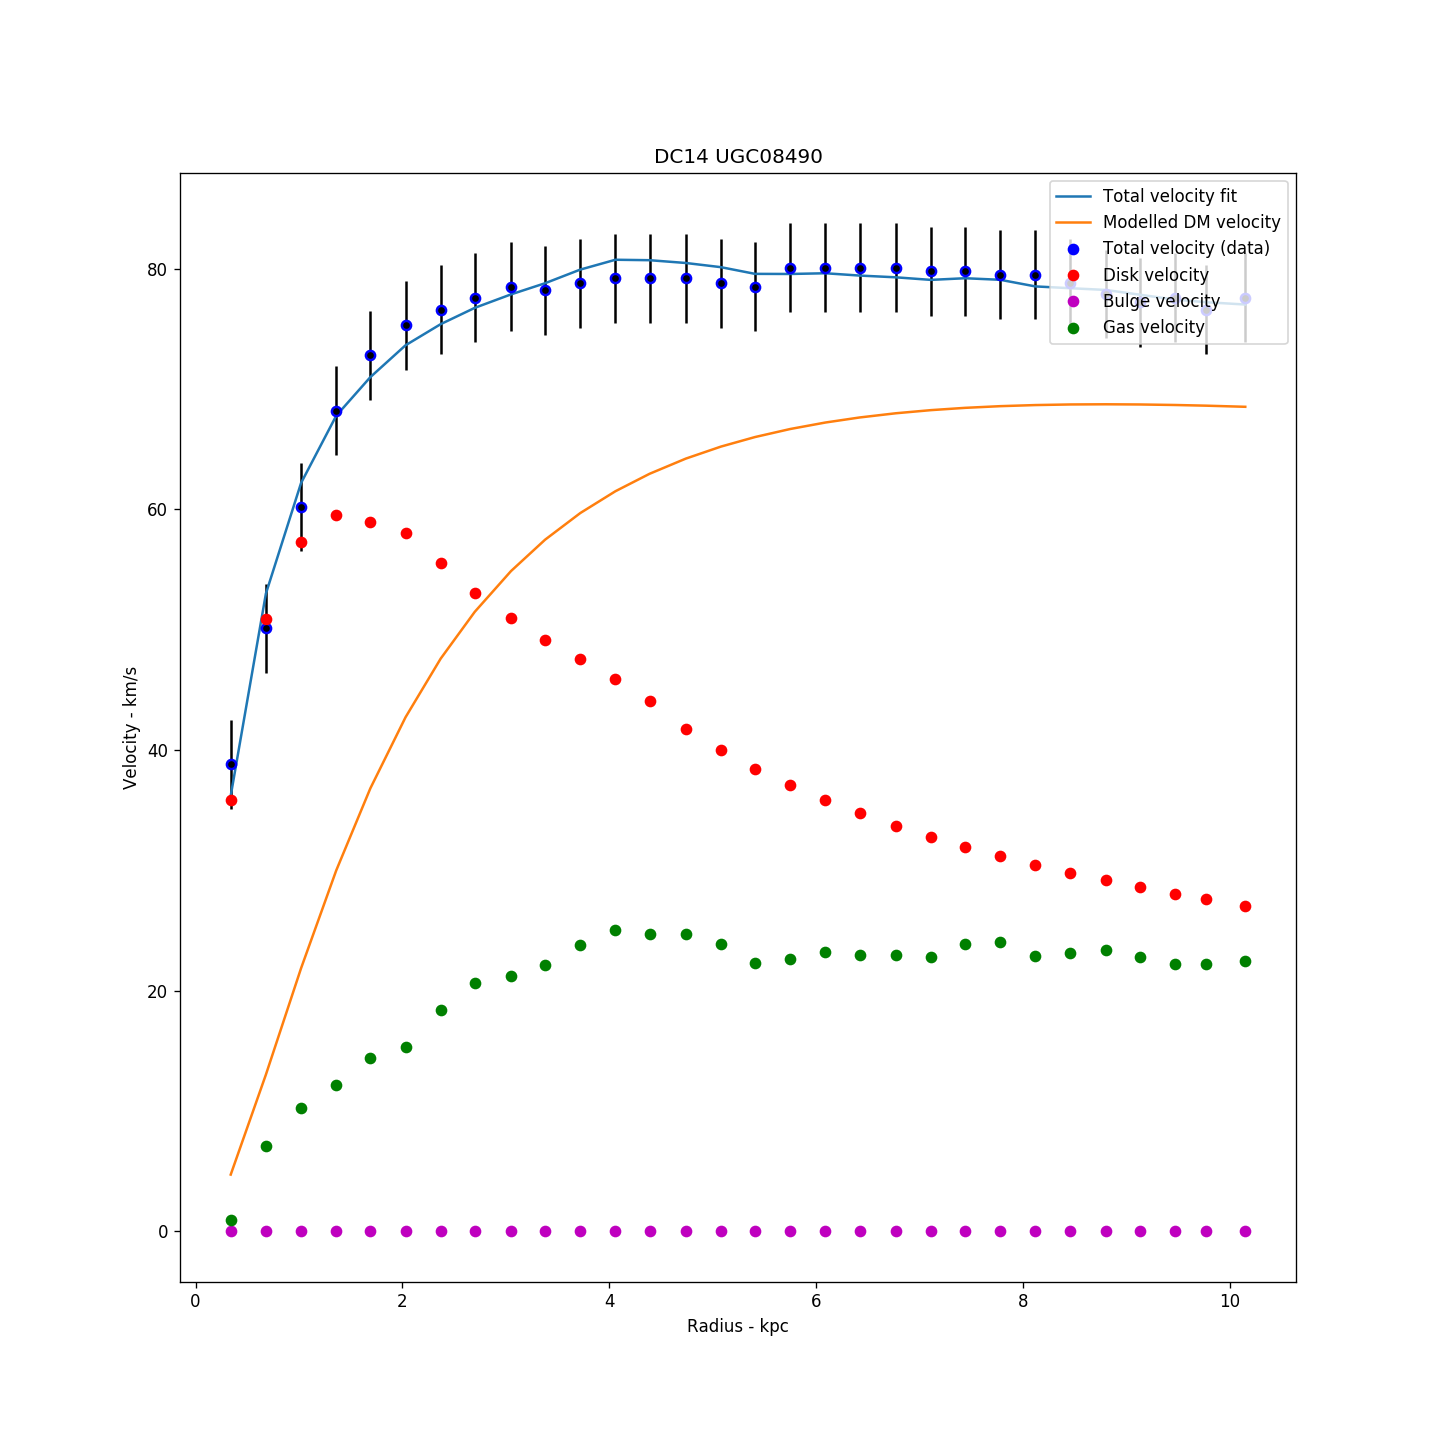 DC14 UGC08490
Total velocity fit
Modelled DM velocity
Total velocity (data)
Disk velocity
Bulge velocity
Gas velocity
80
60
40
20
0
Velocity - km/s
0 2 4 6 8 10
Radius - kpc